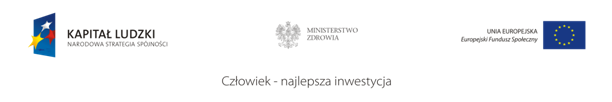 KAPITAŁ LUDZKI
NARODOWA STRATEGIA SPÓJNOŚCI
MINISTERSTWO
ZDROWIA
UNIA EUROPEJSKA
Europejski Fundusz Społeczny
Człowiek - najlepsza inwestycja